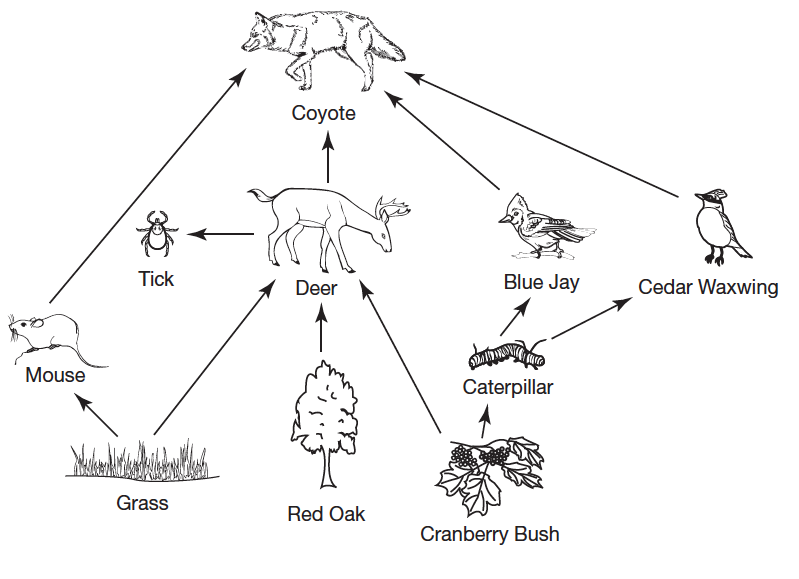 Coyote
Tick
Deer
Blue Jay
Cedar Waxwing
Mouse
Caterpillar
Grass
Red Oak
Cranberry Bush